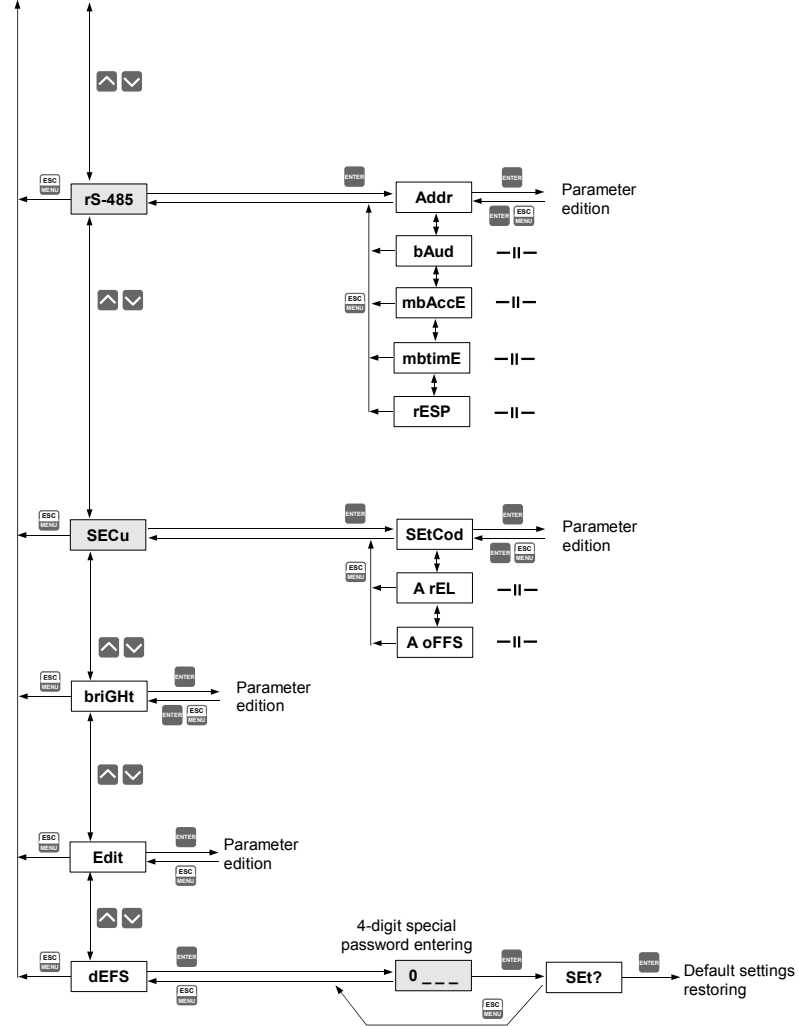 ESC
MENU
rS-485
ENTER
Addr
ENTER
ENTER
ESC
MENU
Parameter
edition
bAud
—II—
ESC
MENU
mbAccE
—II—
mbtimE
—II—
rESP
—II—
ESC
MENU
SECu
ENTER
SEtCod
ENTER
ENTER
ESC
MENU
Parameter
edition
ESC
MENU
A rEL
—II—
A oFFS
—II—
ESC
MENU
briGHt
ENTER
ENTER
ESC
MENU
Parameter
edition
ESC
MENU
Edit
ENTER
ESC
MENU
Parameter
edition
4-digit special
password entering
ESC
MENU
dEFS
ENTER
ESC
MENU
0 _ _ _
ENTER
ESC
MENU
SEt?
ENTER
Default settings
restoring